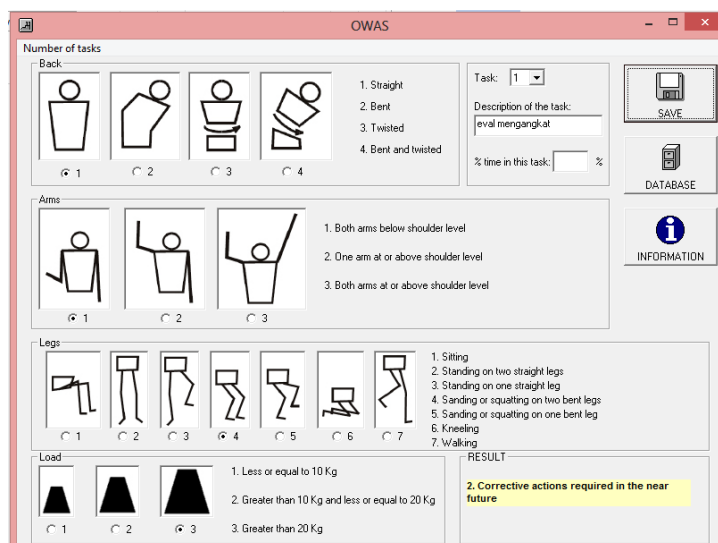 OWAS
Number of tasks
Back
1. Straight
2. Bent
3. Twisted
4. Bent and twisted
1 2 3 4
Task: 1
Description of the task:
eval mengangkat
% time in this task: %
SAVE
DATABASE
INFORMATION
Arms
1. Both arms below shoulder level
2. One arm at or above shoulder level
3. Both arms at or above shoulder level
1 2 3
Legs
1. Sitting
2. Standing on two straight legs
3. Standing on one straight leg
4. Sanding or squatting on two bent legs
5. Sanding or squatting on one bent leg
6. Kneeling
7. Walking
1 2 3 4 5 6 7
Load
1. Less or equal to 10 Kg
2. Greater than 10 Kg and less or equal to 20 Kg
3. Greater than 20 Kg
1 2 3
RESULT
2. Corrective actions required in the near
future